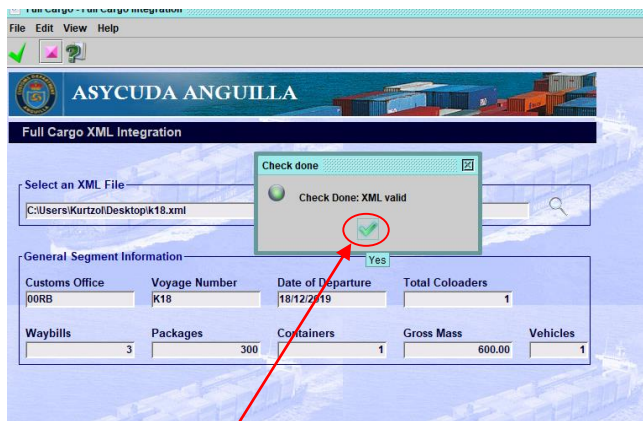 Full Cargo - Full Cargo Integration
File Edit View Help
ASYCUDA ANGUILLA
Full Cargo XML Integration
Check done
Check Done: XML valid
Yes
Select an XML File
C:\Users\Kurtzol\Desktop\k18.xml
General Segment Information
Customs Office Voyage Number Date of Departure Total Coloaders
00RB K18 18/12/2019 1
Waybills Packages Containers Gross Mass Vehicles
3 300 1 600.00 1